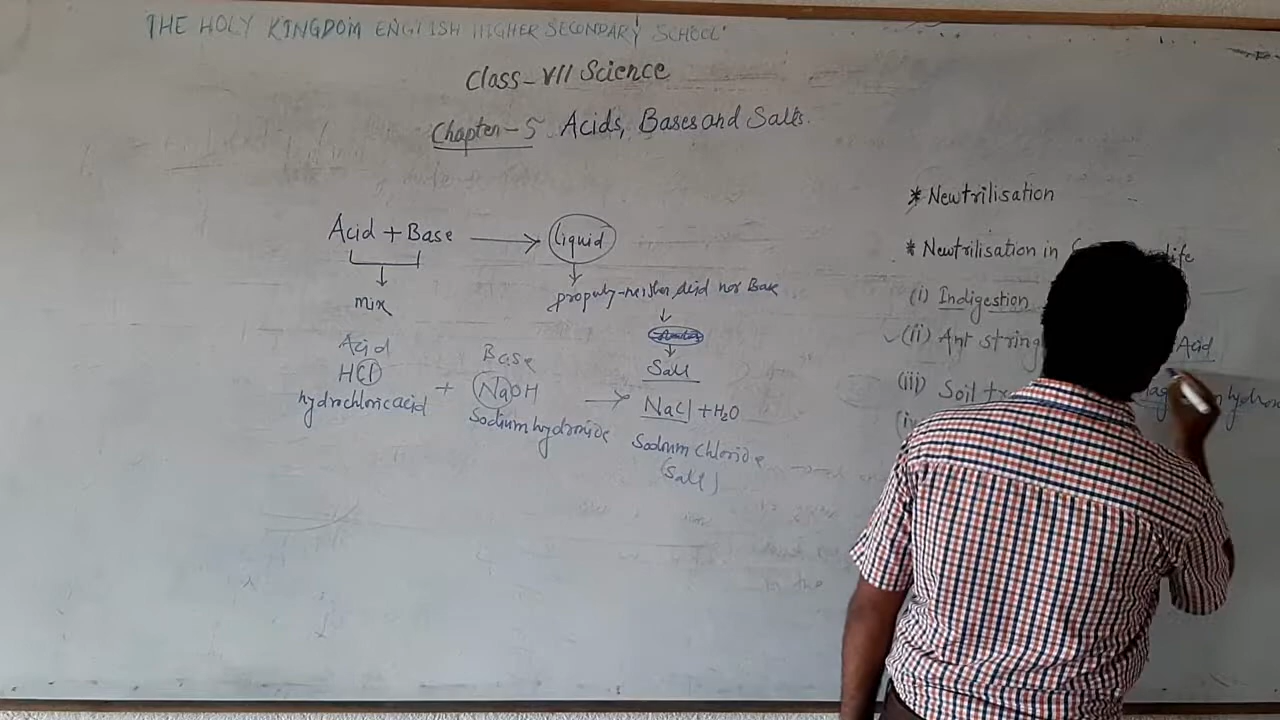 THE HOLY KINGDOM ENGLISH HIGHER SECONDARY SCHOOL
Class-VII Science
Chapter-5 Acids, Bases and Salts.
Acid + Base → liquid
mix
property-neither Acid nor Base
Salt
Acid
HCl
hydrochloric acid
+
Base
NaOH
Sodium hydroxide
→ NaCl + H₂O
Sodium chloride
(Salt)
* Newtrilisation
* Newtrilisation in life
(i) Indigestion
(ii) Ant string Acid
(iii) Soil